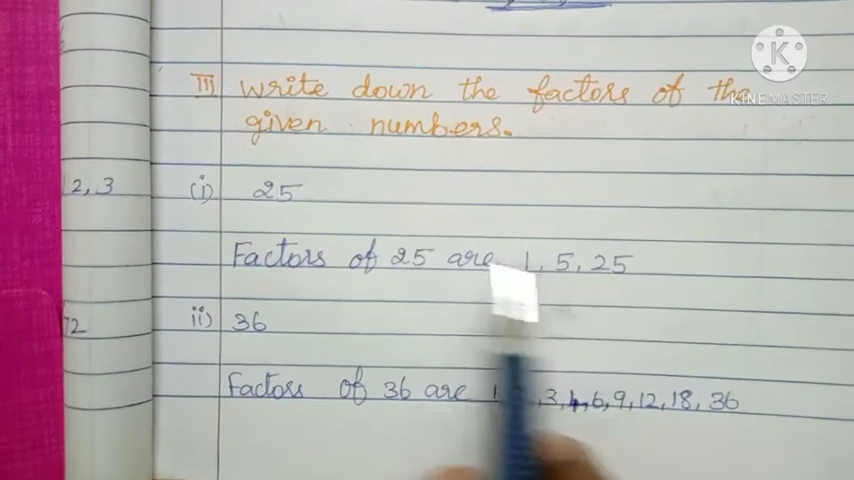 III write down the factors of the
given numbers.
2, 3
(i) 25
Factors of 25 are 1, 5, 25
72
ii) 36
Factors of 36 are 1 ,3,4,6,9,12,18, 36
K
KINEMASTER